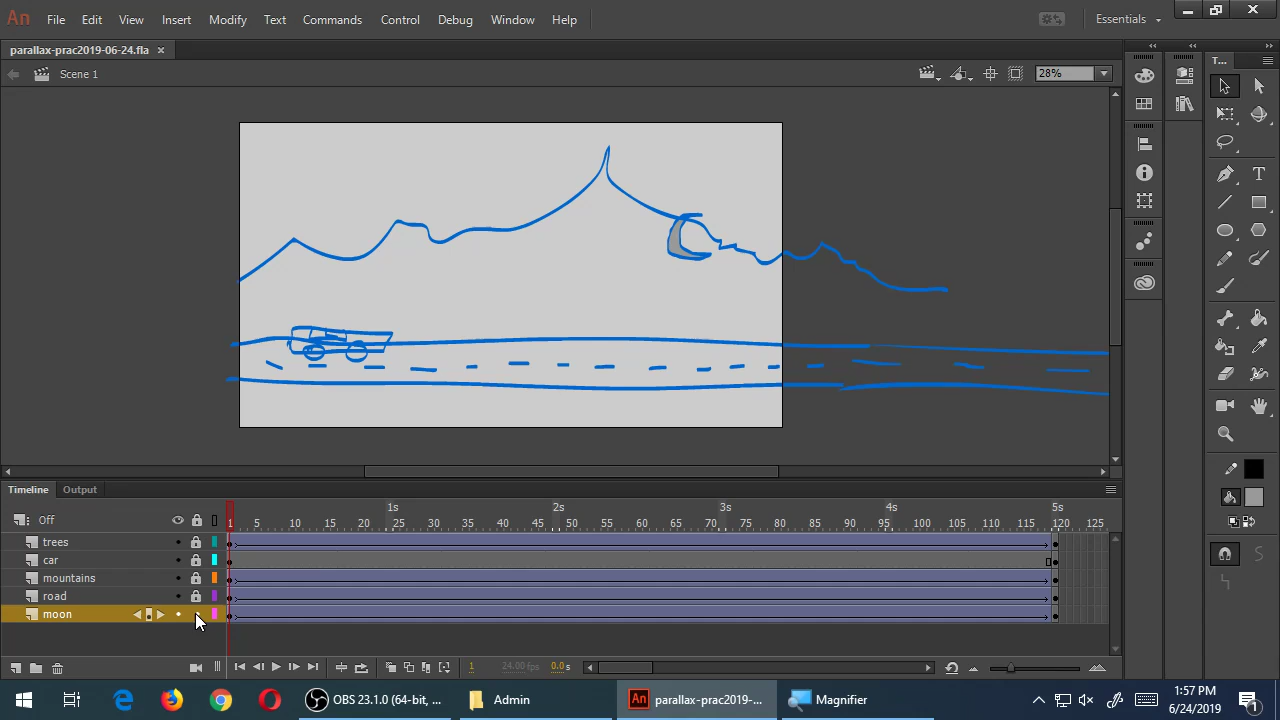 An File Edit View Insert Modify Text Commands Control Debug Window Help Essentials
parallax-prac2019-06-24.fla ×
Scene 1 28% T...
Timeline Output
1s 2s 3s 4s 5s
Off 1 5 10 15 20 25 30 35 40 45 50 55 60 65 70 75 80 85 90 95 100 105 110 115 120 125
trees
car
mountains
road
moon
1 24.00 fps 0.0 s
OBS 23.1.0 (64-bit, ... Admin An parallax-prac2019-... Magnifier 1:57 PM
6/24/2019 1